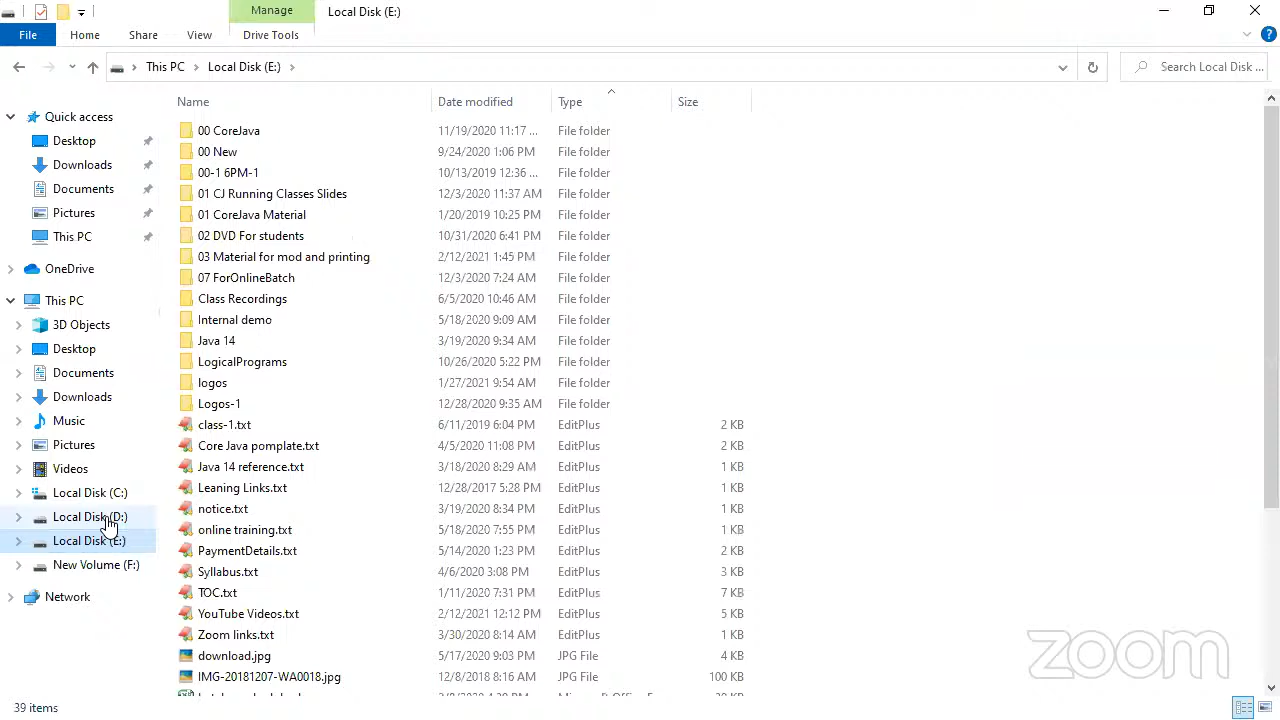 Manage
Local Disk (E:)
File
Home
Share
View
Drive Tools
This PC
Local Disk (E:)
Search Local Disk ...
Name
Date modified
Type
Size
Quick access
Desktop
Downloads
Documents
Pictures
This PC
OneDrive
This PC
3D Objects
Desktop
Documents
Downloads
Music
Pictures
Videos
Local Disk (C:)
Local Disk (D:)
Local Disk (E:)
New Volume (F:)
Network
00 CoreJava 11/19/2020 11:17 ... File folder
00 New 9/24/2020 1:06 PM File folder
00-1 6PM-1 10/13/2019 12:36 ... File folder
01 CJ Running Classes Slides 12/3/2020 11:37 AM File folder
01 CoreJava Material 1/20/2019 10:25 PM File folder
02 DVD For students 10/31/2020 6:41 PM File folder
03 Material for mod and printing 2/12/2021 1:45 PM File folder
07 ForOnlineBatch 12/3/2020 7:24 AM File folder
Class Recordings 6/5/2020 10:46 AM File folder
Internal demo 5/18/2020 9:09 AM File folder
Java 14 3/19/2020 9:34 AM File folder
LogicalPrograms 10/26/2020 5:22 PM File folder
logos 1/27/2021 9:54 AM File folder
Logos-1 12/28/2020 9:35 AM File folder
class-1.txt 6/11/2019 6:04 PM EditPlus 2 KB
Core Java pomplate.txt 4/5/2020 11:08 PM EditPlus 2 KB
Java 14 reference.txt 3/18/2020 8:29 AM EditPlus 1 KB
Leaning Links.txt 12/28/2017 5:28 PM EditPlus 1 KB
notice.txt 3/19/2020 8:34 PM EditPlus 1 KB
online training.txt 5/18/2020 7:55 PM EditPlus 1 KB
PaymentDetails.txt 5/14/2020 1:23 PM EditPlus 2 KB
Syllabus.txt 4/6/2020 3:08 PM EditPlus 3 KB
TOC.txt 1/11/2020 7:31 PM EditPlus 7 KB
YouTube Videos.txt 2/12/2021 12:12 PM EditPlus 5 KB
Zoom links.txt 3/30/2020 8:14 AM EditPlus 1 KB
download.jpg 5/17/2020 9:03 PM JPG File 4 KB
IMG-20181207-WA0018.jpg 12/8/2018 8:16 AM JPG File 100 KB
39 items
zoom